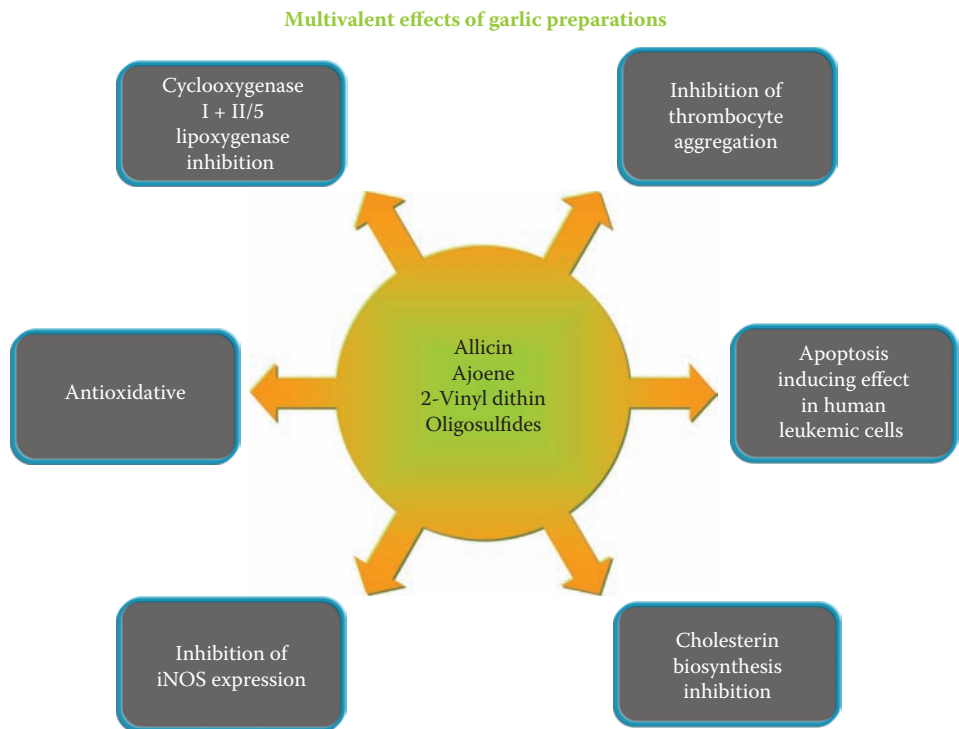 Multivalent effects of garlic preparations
Cyclooxygenase
I + II/5
lipoxygenase
inhibition
Inhibition of
thrombocyte
aggregation
Antioxidative
Allicin
Ajoene
2-Vinyl dithin
Oligosulfides
Apoptosis
inducing effect
in human
leukemic cells
Inhibition of
iNOS expression
Cholesterin
biosynthesis
inhibition